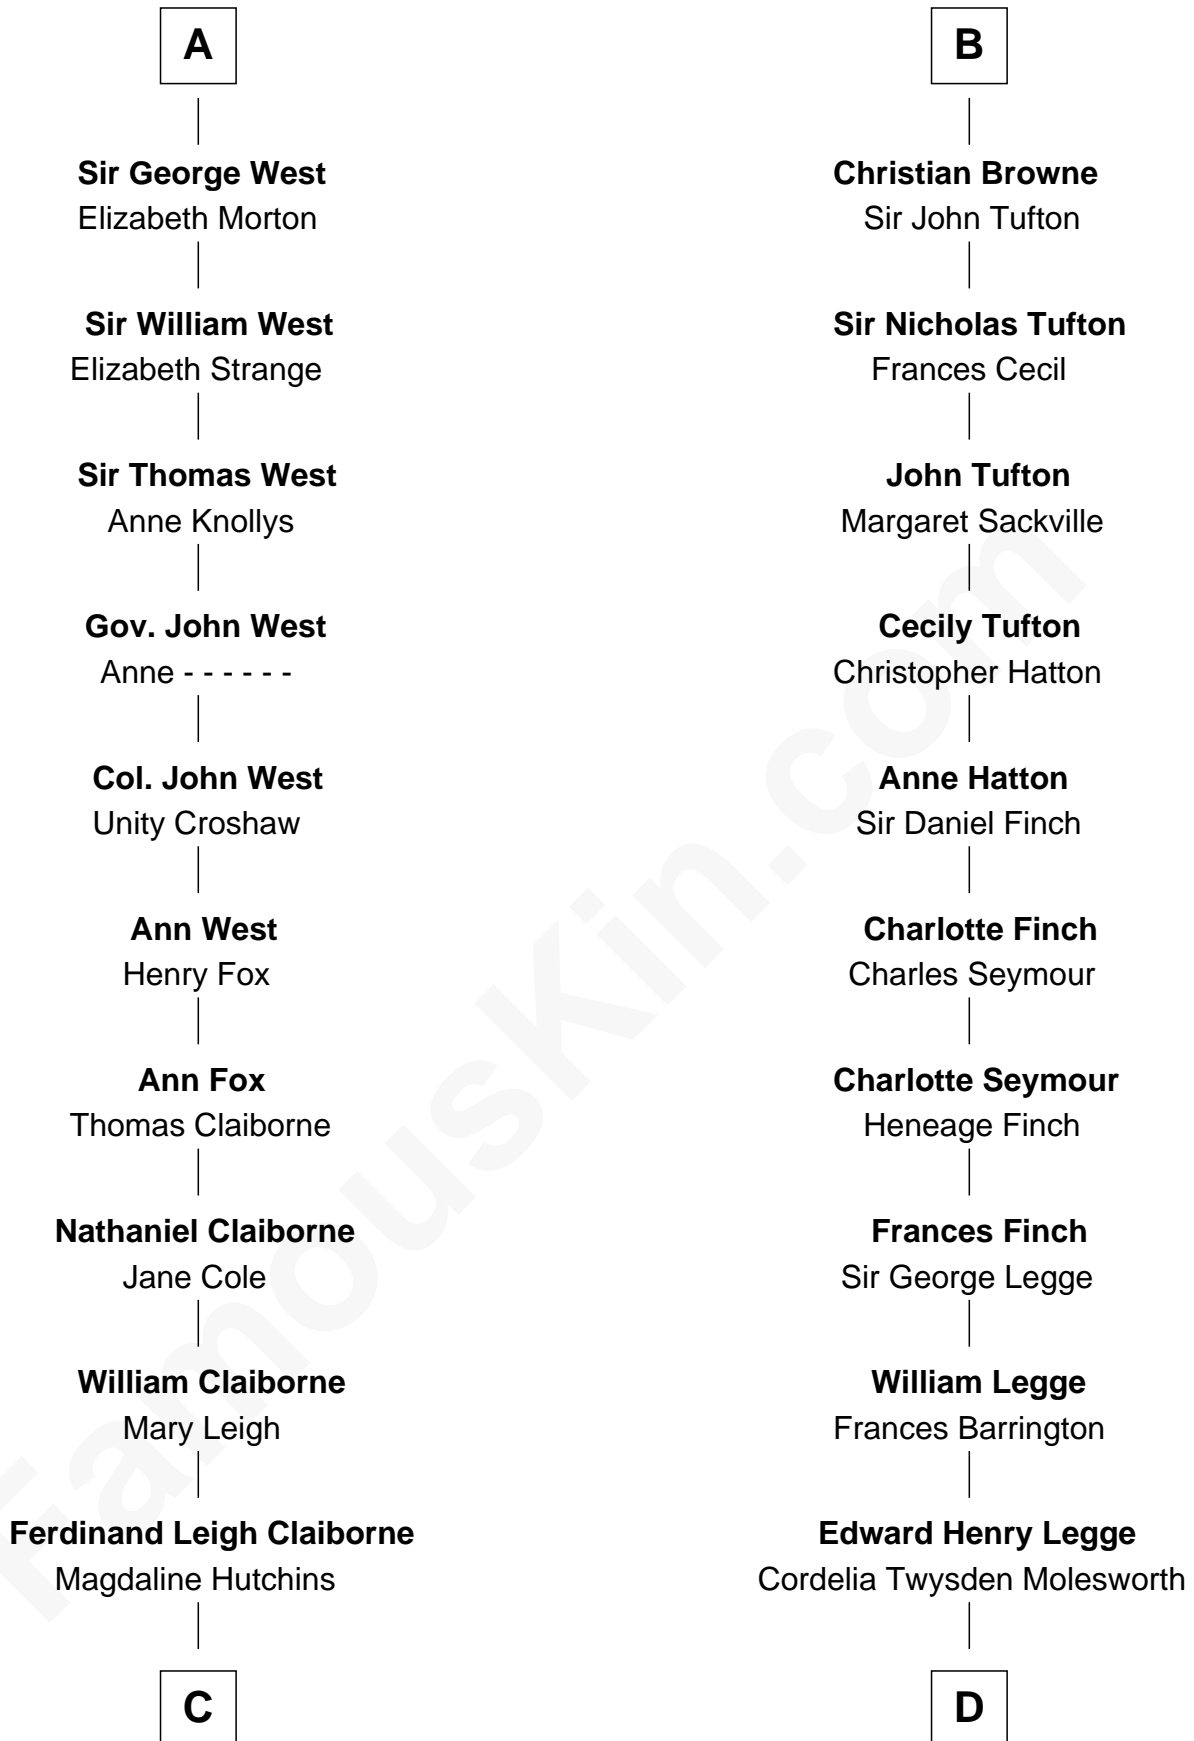 A
Sir George West
Elizabeth Morton
Sir William West
Elizabeth Strange
Sir Thomas West
Anne Knollys
Gov. John West
Anne - - - - - -
Col. John West
Unity Croshaw
Ann West
Henry Fox
Ann Fox
Thomas Claiborne
Nathaniel Claiborne
Jane Cole
William Claiborne
Mary Leigh
Ferdinand Leigh Claiborne
Magdaline Hutchins
C
B
Christian Browne
Sir John Tufton
Sir Nicholas Tufton
Frances Cecil
John Tufton
Margaret Sackville
Cecily Tufton
Christopher Hatton
Anne Hatton
Sir Daniel Finch
Charlotte Finch
Charles Seymour
Charlotte Seymour
Heneage Finch
Frances Finch
Sir George Legge
William Legge
Frances Barrington
Edward Henry Legge
Cordelia Twysden Molesworth
D
FamousKin.com